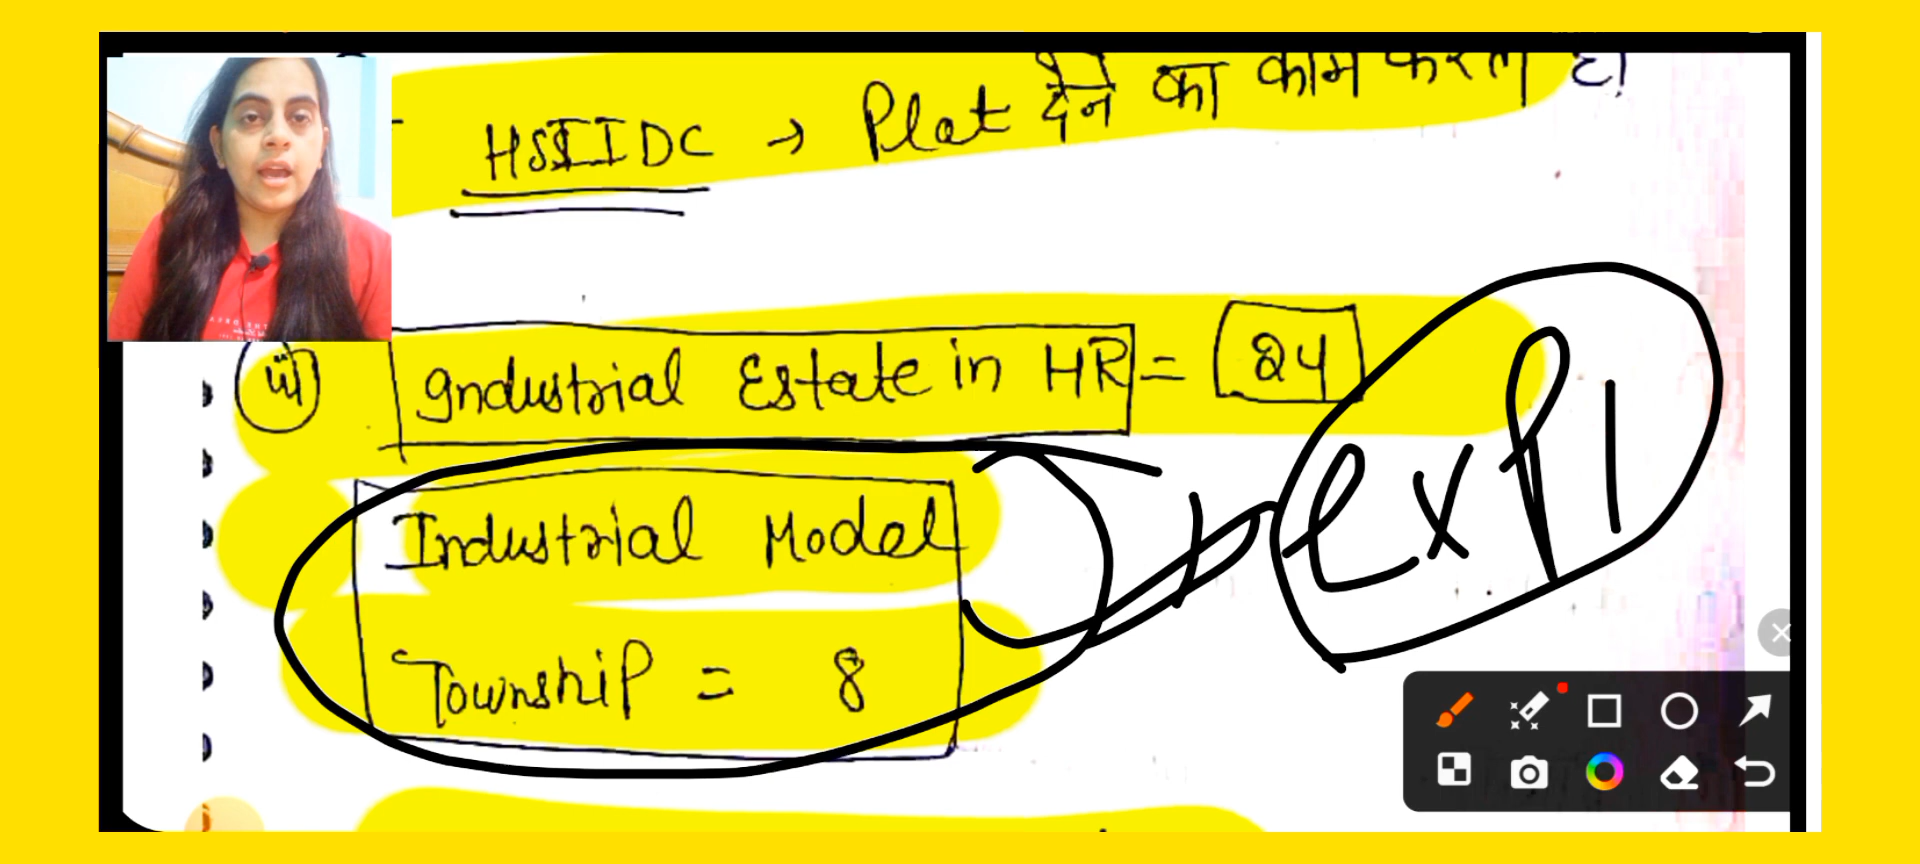 HSIIDC → Plat देने का काम करता है।
(iii) Industrial Estate in HR = 24
Industrial Model
Township = 8
expl